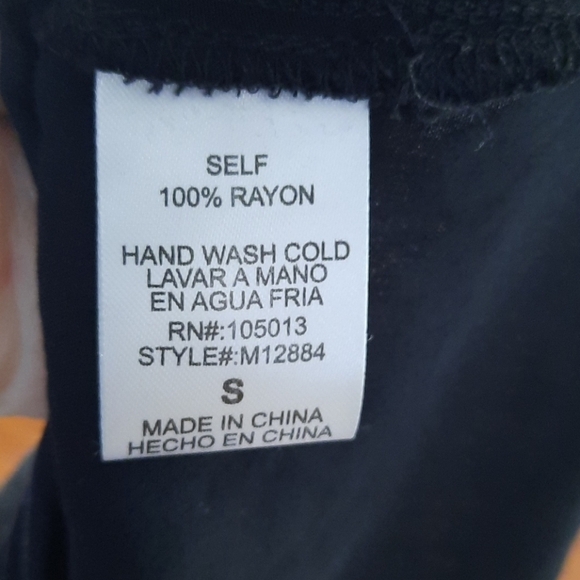 SELF
100% RAYON
HAND WASH COLD
LAVAR A MANO
EN AGUA FRIA
RN#:105013
STYLE#:M12884
S
MADE IN CHINA
HECHO EN CHINA